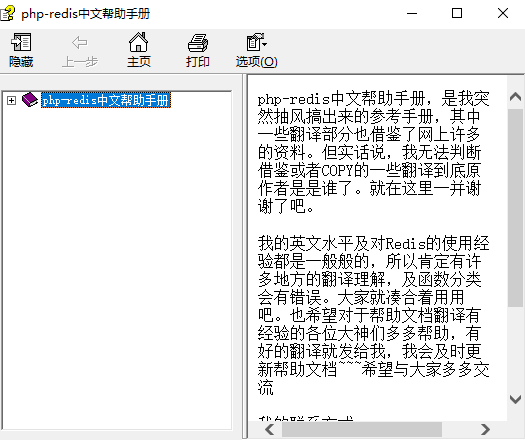 php-redis中文帮助手册
隐藏
上一步
主页
打印
选项(O)
php-redis中文帮助手册
php-redis中文帮助手册，是我突
然抽风搞出来的参考手册，其中
一些翻译部分也借鉴了网上许多
的资料。但实话说，我无法判断
借鉴或者COPY的一些翻译到底原
作者是是谁了。就在这里一并谢
谢了吧。
我的英文水平及对Redis的使用经
验都是一般般的，所以肯定有许
多地方的翻译理解，及函数分类
会有错误。大家就凑合着用用
吧。也希望对于帮助文档翻译有
经验的各位大神们多多帮助，有
好的翻译就发给我，我会及时更
新帮助文档~~~希望与大家多多交
流
我的联系方式